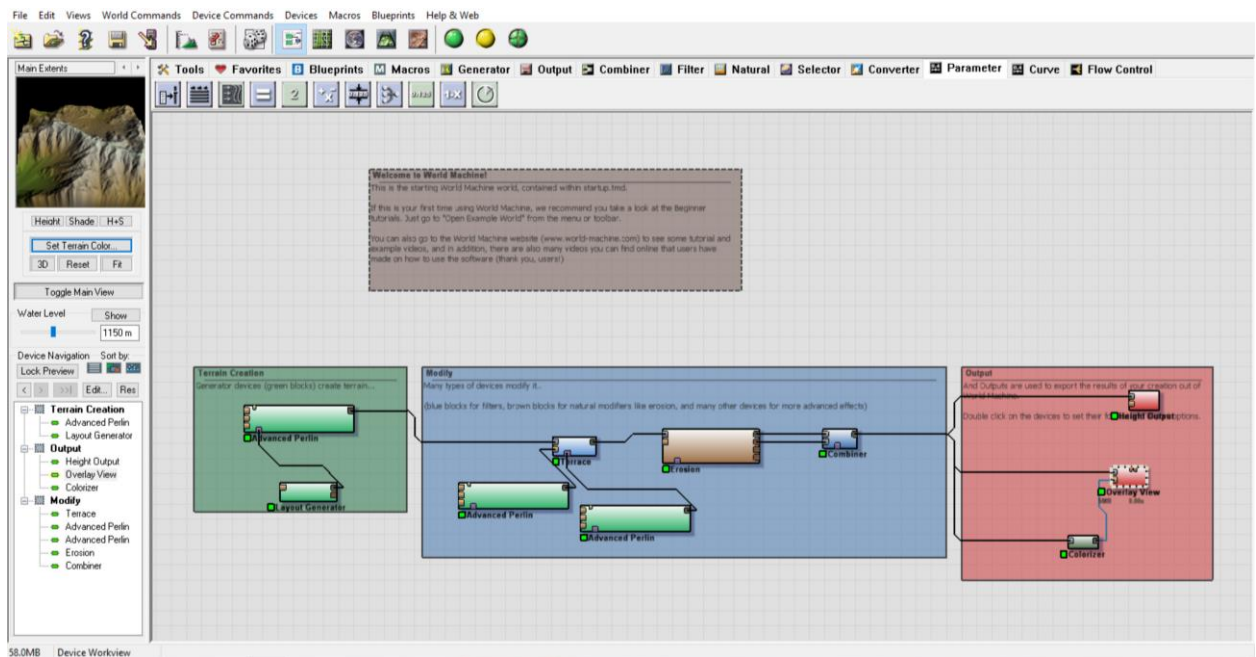 File Edit Views World Commands Device Commands Devices Macros Blueprints Help & Web
Main Extents
Tools Favorites Blueprints Macros Generator Output Combiner Filter Natural Selector Converter Parameter Curve Flow Control
Height Shade H+S
Set Terrain Color...
3D Reset Fit
Toggle Main View
Water Level Show
1150 m
Device Navigation Sort by:
Lock Preview
Edit... Res
Terrain Creation
Advanced Perlin
Layout Generator
Output
Height Output
Overlay View
Colorizer
Modify
Terrace
Advanced Perlin
Advanced Perlin
Erosion
Combiner
Welcome to World Machine!
This is the starting World Machine world, contained within startup.tmd.
If this is your first time using World Machine, we recommend you take a look at the Beginner
tutorials. Just go to "Open Example World" from the menu or toolbar.
You can also go to the World Machine website (www.world-machine.com) to see some tutorial and
example videos, and in addition, there are also many videos you can find online that users have
made on how to use the software (thank you, users!)
Terrain Creation
Generator devices (green blocks) create terrain...
Advanced Perlin
Layout Generator
Modify
Many types of devices modify it..
(blue blocks for filters, brown blocks for natural modifiers like erosion, and many other devices for more advanced effects)
Terrace
Erosion
Combiner
Advanced Perlin
Advanced Perlin
Output
And Outputs are used to export the results of your creation out of
World Machine.
Double click on the devices to set their options.
Height Output
Overlay View
Colorizer
58.0MB Device Workview